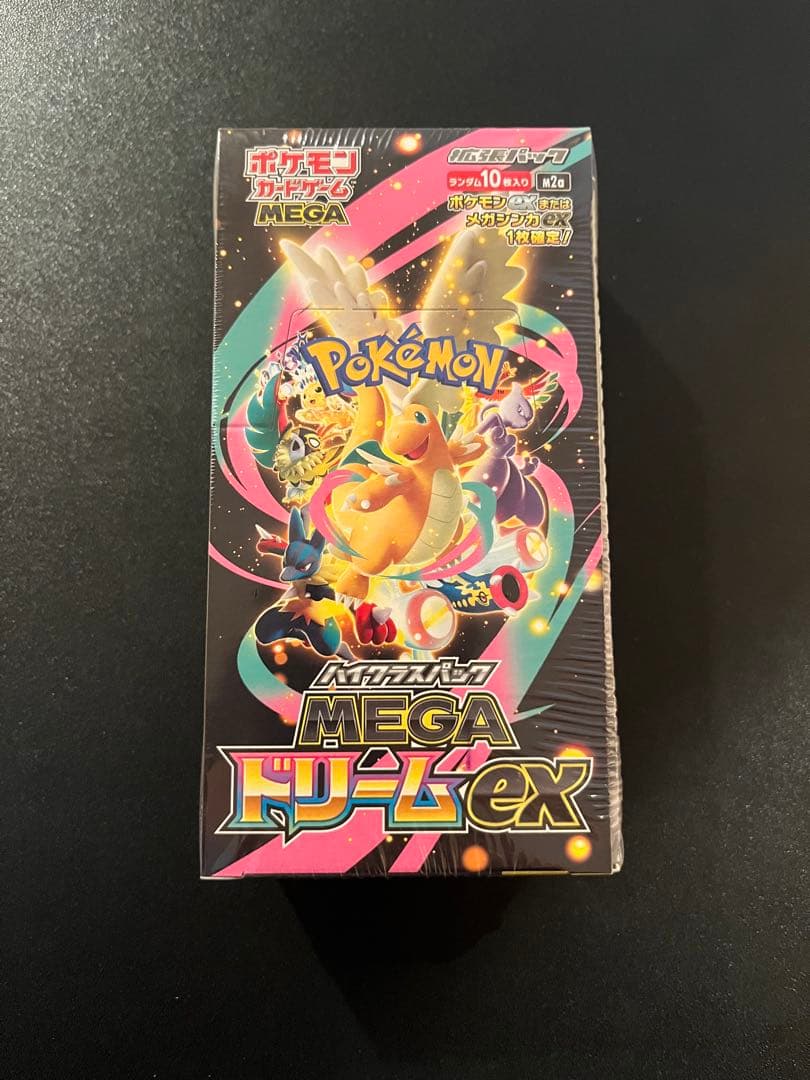 ポケモン
カードゲーム
MEGA
拡張パック
ランダム10枚入り M2a
ポケモンexまたは
メガシンカex
1枚確定!
POKÉMON
TM
ハイクラスパック
MEGA
ドリームex